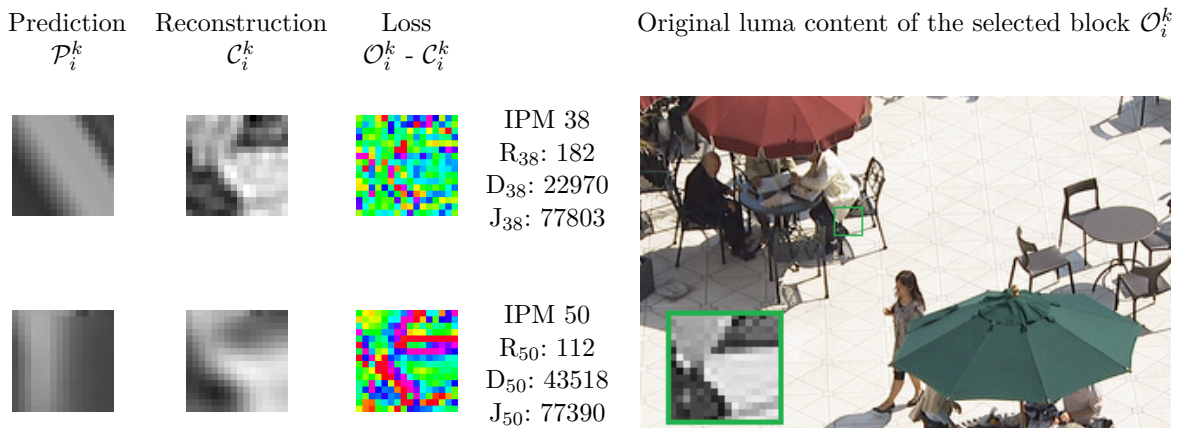 Prediction Reconstruction Loss Original luma content of the selected block 𝒪ᵢᵏ
𝒫ᵢᵏ 𝒞ᵢᵏ 𝒪ᵢᵏ - 𝒞ᵢᵏ
IPM 38
R₃₈: 182
D₃₈: 22970
J₃₈: 77803
IPM 50
R₅₀: 112
D₅₀: 43518
J₅₀: 77390